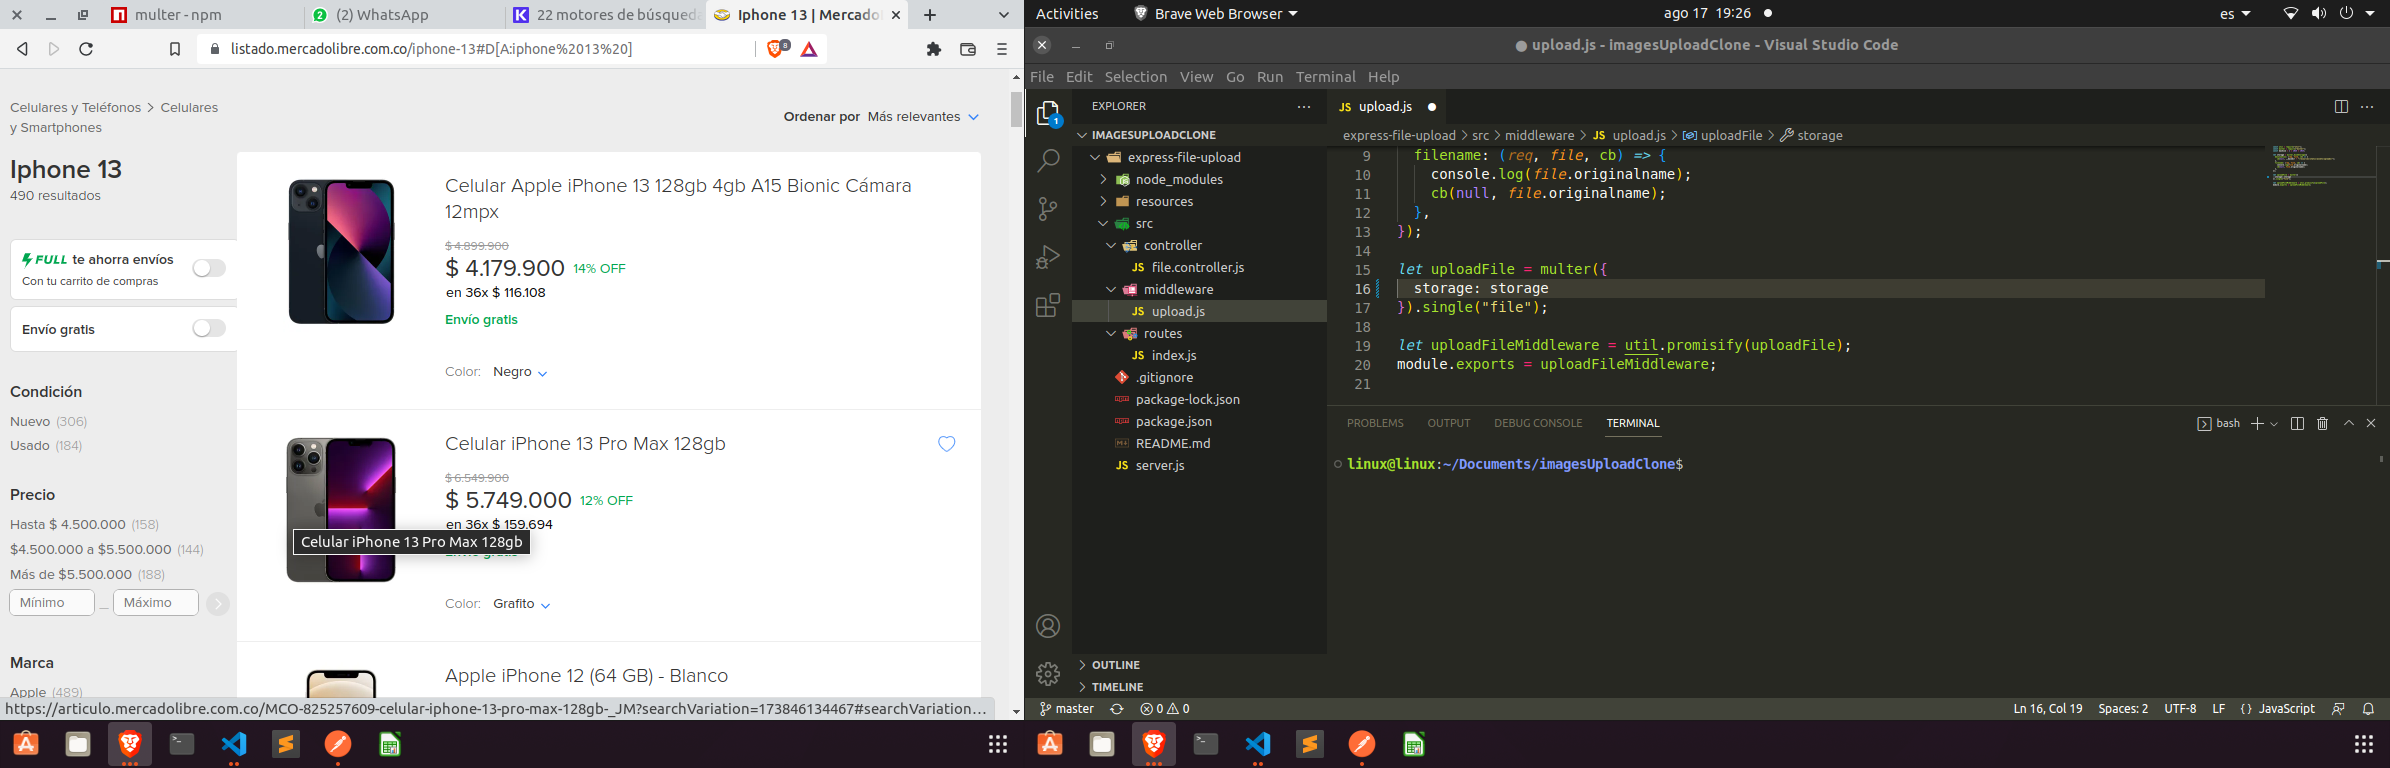 multer - npm
(2) WhatsApp
22 motores de búsqueda
Iphone 13 | Mercado
listado.mercadolibre.com.co/iphone-13#D[A:iphone%2013%20]
8
Celulares y Teléfonos > Celulares
y Smartphones
Iphone 13
490 resultados
FULL te ahorra envíos
Con tu carrito de compras
Envío gratis
Condición
Nuevo (306)
Usado (184)
Precio
Hasta $ 4.500.000 (158)
$4.500.000 a $5.500.000 (144)
Más de $5.500.000 (188)
Mínimo — Máximo
Marca
Apple (489)
Ordenar por Más relevantes
Celular Apple iPhone 13 128gb 4gb A15 Bionic Cámara
12mpx
$ 4.899.900
$ 4.179.900 14% OFF
en 36x $ 116.108
Envío gratis
Color: Negro
Celular iPhone 13 Pro Max 128gb
$ 6.549.900
$ 5.749.000 12% OFF
en 36x $ 159.694
Celular iPhone 13 Pro Max 128gb
Color: Grafito
Apple iPhone 12 (64 GB) - Blanco
https://articulo.mercadolibre.com.co/MCO-825257609-celular-iphone-13-pro-max-128gb-_JM?searchVariation=173846134467#searchVariation...
Activities
Brave Web Browser
ago 17 19:26
es
upload.js - imagesUploadClone - Visual Studio Code
File Edit Selection View Go Run Terminal Help
1
EXPLORER
IMAGESUPLOADCLONE
express-file-upload
node_modules
resources
src
controller
JS file.controller.js
middleware
JS upload.js
routes
JS index.js
.gitignore
package-lock.json
package.json
README.md
JS server.js
OUTLINE
TIMELINE
JS upload.js
express-file-upload > src > middleware > JS upload.js > uploadFile > storage
9 filename: (req, file, cb) => {
10 console.log(file.originalname);
11 cb(null, file.originalname);
12 },
13 });
14
15 let uploadFile = multer({
16 storage: storage
17 }).single("file");
18
19 let uploadFileMiddleware = util.promisify(uploadFile);
20 module.exports = uploadFileMiddleware;
21
PROBLEMS OUTPUT DEBUG CONSOLE TERMINAL
bash
linux@linux:~/Documents/imagesUploadClone$
master
0 0
Ln 16, Col 19 Spaces: 2 UTF-8 LF {} JavaScript